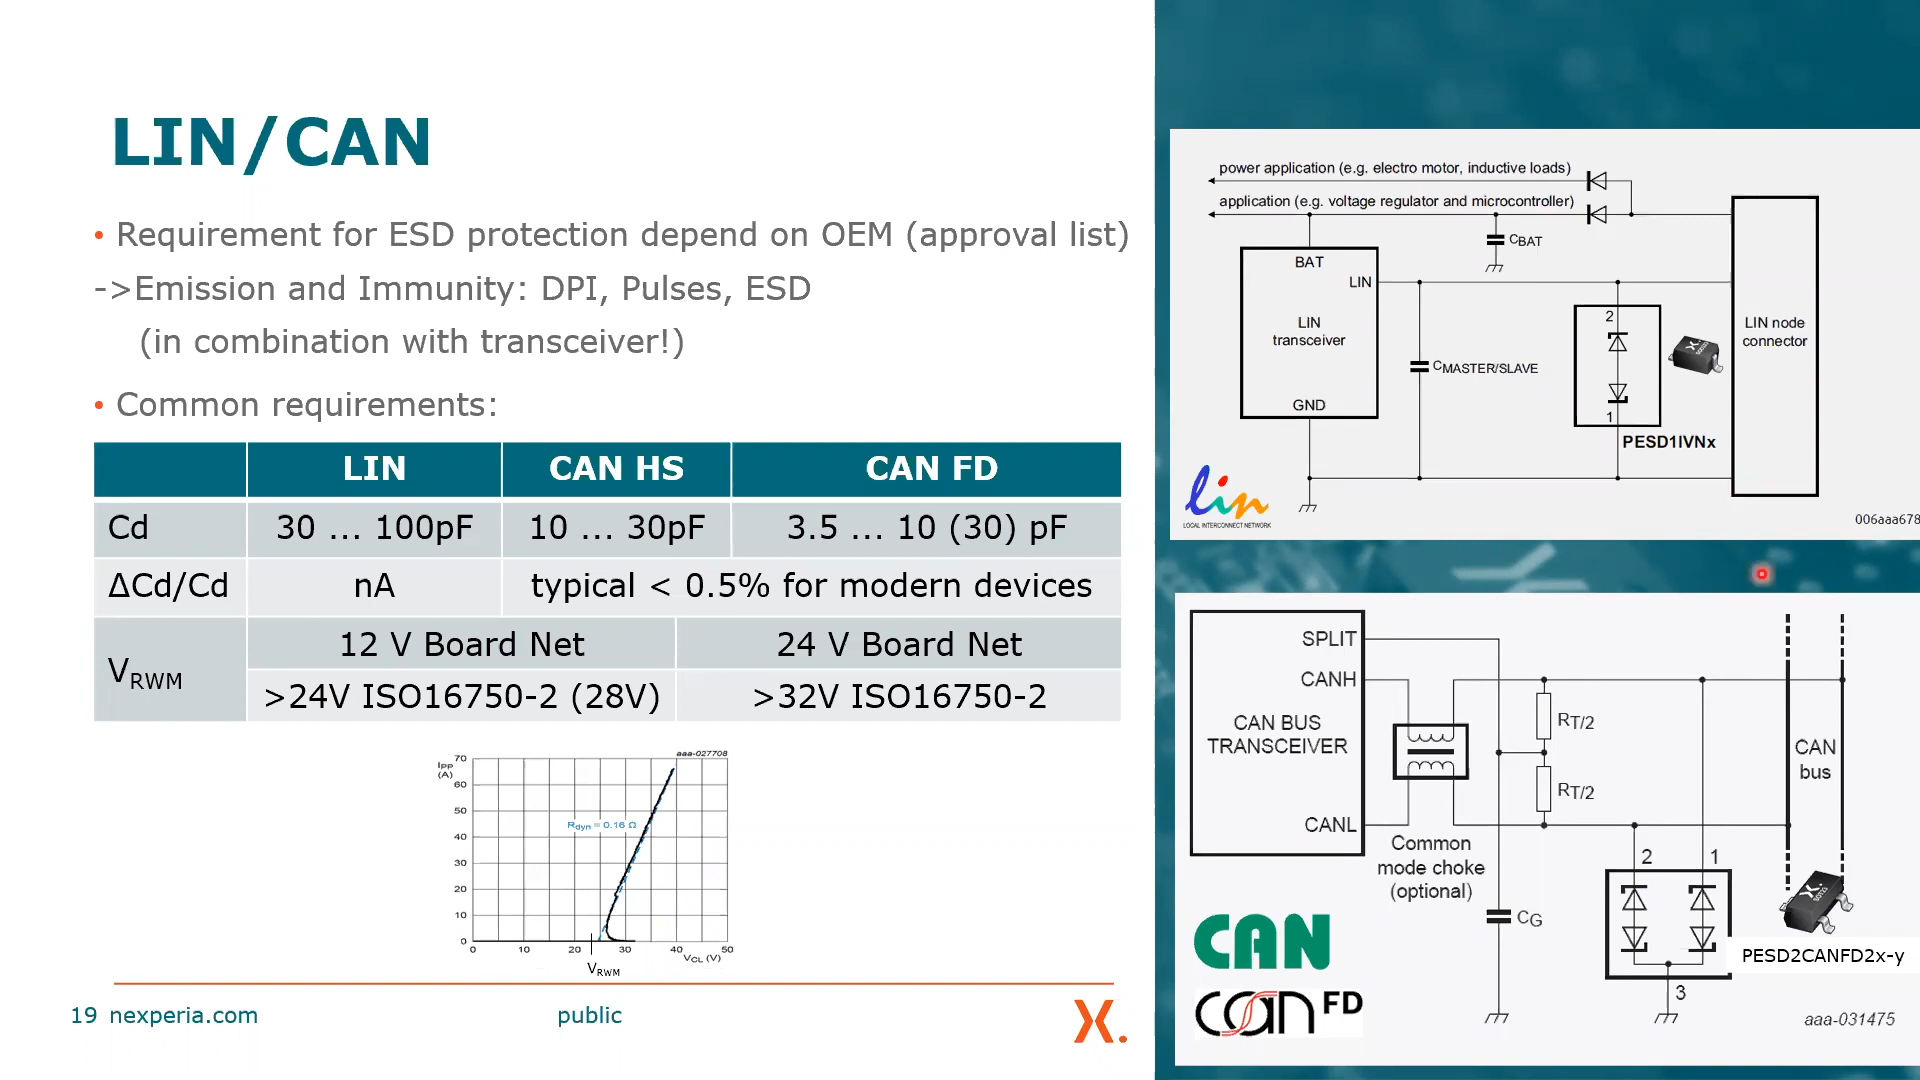 LIN/CAN
• Requirement for ESD protection depend on OEM (approval list)
->Emission and Immunity: DPI, Pulses, ESD
(in combination with transceiver!)
• Common requirements:
LIN CAN HS CAN FD
Cd 30 ... 100pF 10 ... 30pF 3.5 ... 10 (30) pF
ΔCd/Cd nA typical < 0.5% for modern devices
VRWM 12 V Board Net 24 V Board Net
>24V ISO16750-2 (28V) >32V ISO16750-2
aaa-027708
IPP
(A)
70
60
50
40
30
20
10
0
Rdyn = 0.16 Ω
0 10 20 30 40 50
VCL (V)
VRWM
19 nexperia.com public
power application (e.g. electro motor, inductive loads)
application (e.g. voltage regulator and microcontroller)
CBAT
BAT
LIN
LIN
transceiver
GND
CMASTER/SLAVE
2
1
PESD1IVNx
LIN node
connector
lin
LOCAL INTERCONNECT NETWORK
006aaa678
SPLIT
CANH
CAN BUS
TRANSCEIVER
CANL
RT/2
RT/2
Common
mode choke
(optional)
CG
CAN
bus
2 1
3
PESD2CANFD2x-y
aaa-031475
CAN
CAN FD